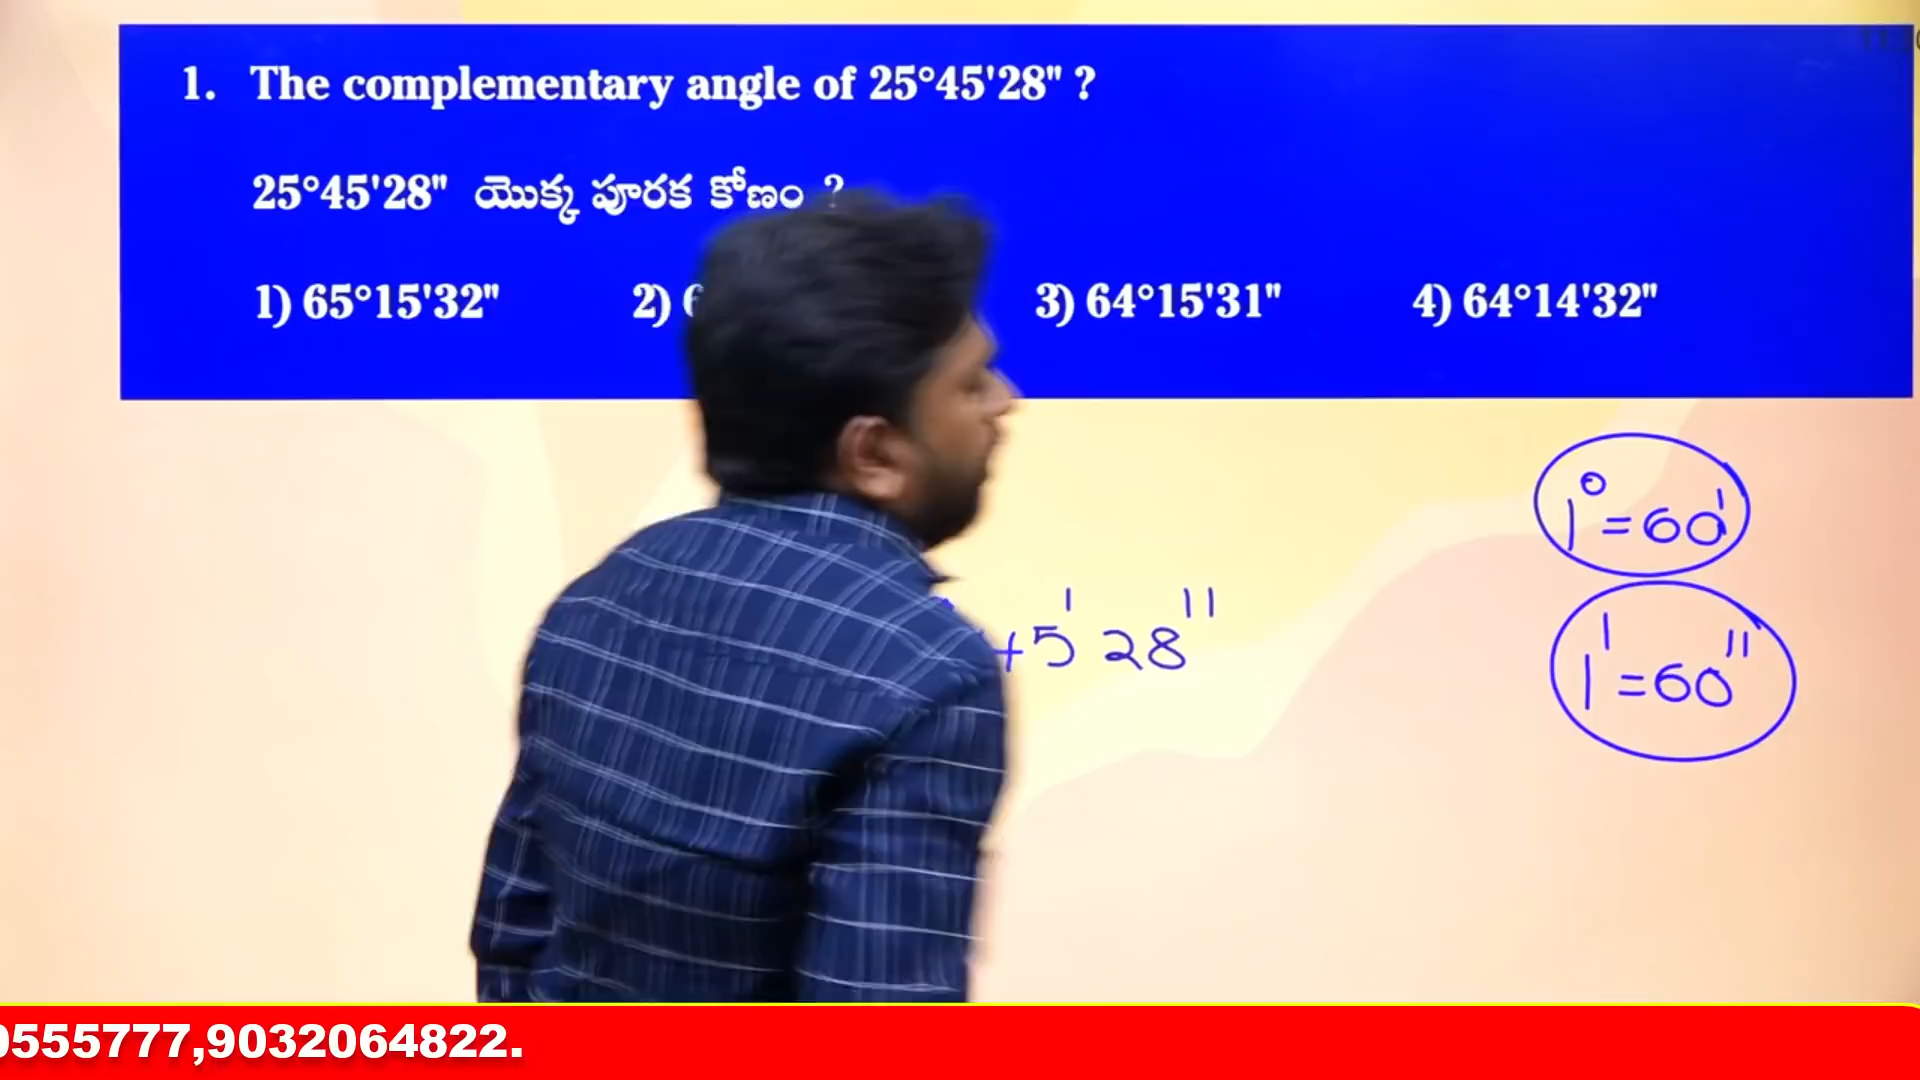 1. The complementary angle of 25°45'28" ?
25°45'28" యొక్క పూరక కోణం ?
1) 65°15'32" 2) 3) 64°15'31" 4) 64°14'32"
1° = 60'
5' 28"
1' = 60"
555777,9032064822.